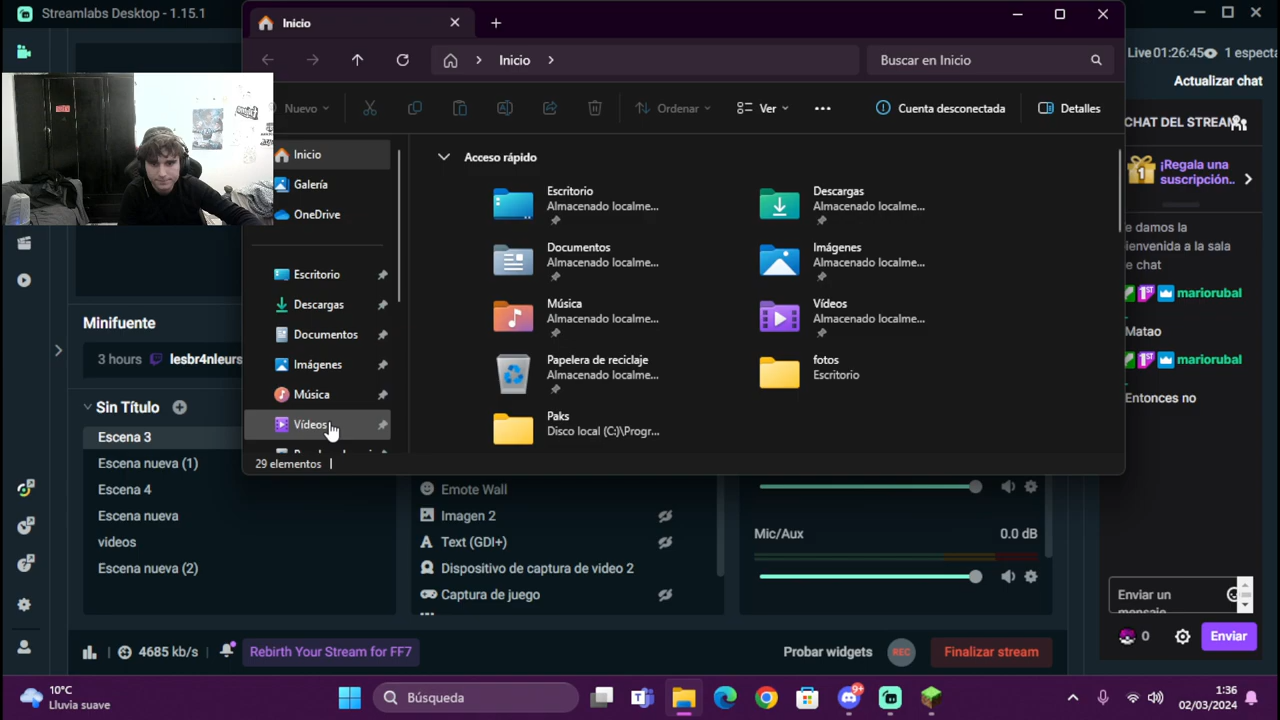 Streamlabs Desktop - 1.15.1
Inicio
Inicio
Buscar en Inicio
Live 01:26:45 1 especta
Actualizar chat
Nuevo
Ordenar
Ver
Cuenta desconectada
Detalles
CHAT DEL STREAM
Inicio
Galería
OneDrive
Escritorio
Descargas
Documentos
Imágenes
Música
Vídeos
Acceso rápido
Escritorio
Almacenado localme...
Descargas
Almacenado localme...
Documentos
Almacenado localme...
Imágenes
Almacenado localme...
Música
Almacenado localme...
Vídeos
Almacenado localme...
Papelera de reciclaje
Almacenado localme...
fotos
Escritorio
Paks
Disco local (C:)\Progr...
29 elementos
1
¡Regala una
suscripción..
e damos la
ienvenida a la sala
e chat
1ST mariorubal
Matao
1ST mariorubal
Entonces no
Minifuente
3 hours lesbr4nleurs
Sin Título
Escena 3
Escena nueva (1)
Escena 4
Escena nueva
videos
Escena nueva (2)
Emote Wall
Imagen 2
Text (GDI+)
Dispositivo de captura de video 2
Captura de juego
Mic/Aux
0.0 dB
Enviar un
mensaje
0
Enviar
4685 kb/s
Rebirth Your Stream for FF7
Probar widgets
REC
Finalizar stream
10°C
Lluvia suave
Búsqueda
9+
1:36
02/03/2024